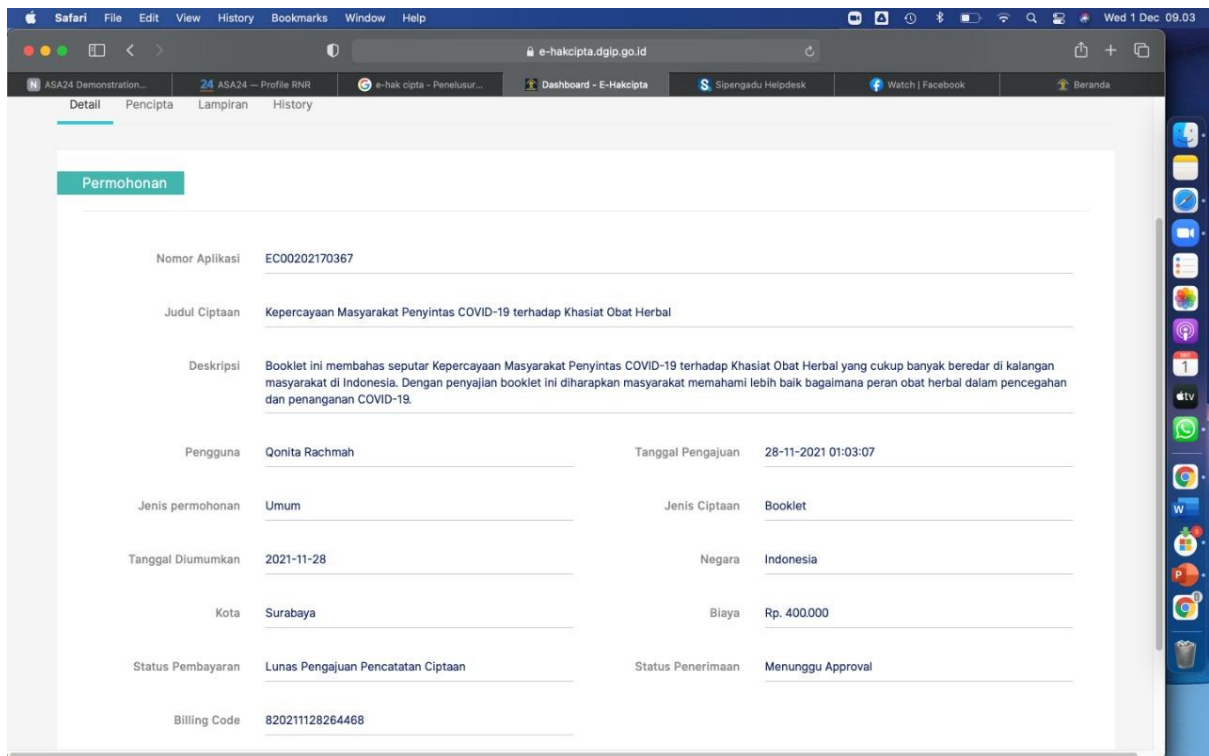 Safari File Edit View History Bookmarks Window Help Wed 1 Dec 09.03
e-hakcipta.dgip.go.id
N ASA24 Demonstration... 24 ASA24 — Profile RNR G e-hak cipta - Penelusur... Dashboard - E-Hakcipta S. Sipengadu Helpdesk Watch | Facebook Beranda
Detail Pencipta Lampiran History
Permohonan
Nomor Aplikasi EC00202170367
Judul Ciptaan Kepercayaan Masyarakat Penyintas COVID-19 terhadap Khasiat Obat Herbal
Deskripsi Booklet ini membahas seputar Kepercayaan Masyarakat Penyintas COVID-19 terhadap Khasiat Obat Herbal yang cukup banyak beredar di kalangan
masyarakat di Indonesia. Dengan penyajian booklet ini diharapkan masyarakat memahami lebih baik bagaimana peran obat herbal dalam pencegahan
dan penanganan COVID-19.
Pengguna Qonita Rachmah Tanggal Pengajuan 28-11-2021 01:03:07
Jenis permohonan Umum Jenis Ciptaan Booklet
Tanggal Diumumkan 2021-11-28 Negara Indonesia
Kota Surabaya Biaya Rp. 400.000
Status Pembayaran Lunas Pengajuan Pencatatan Ciptaan Status Penerimaan Menunggu Approval
Billing Code 820211128264468
DEC
1
tv
W
P